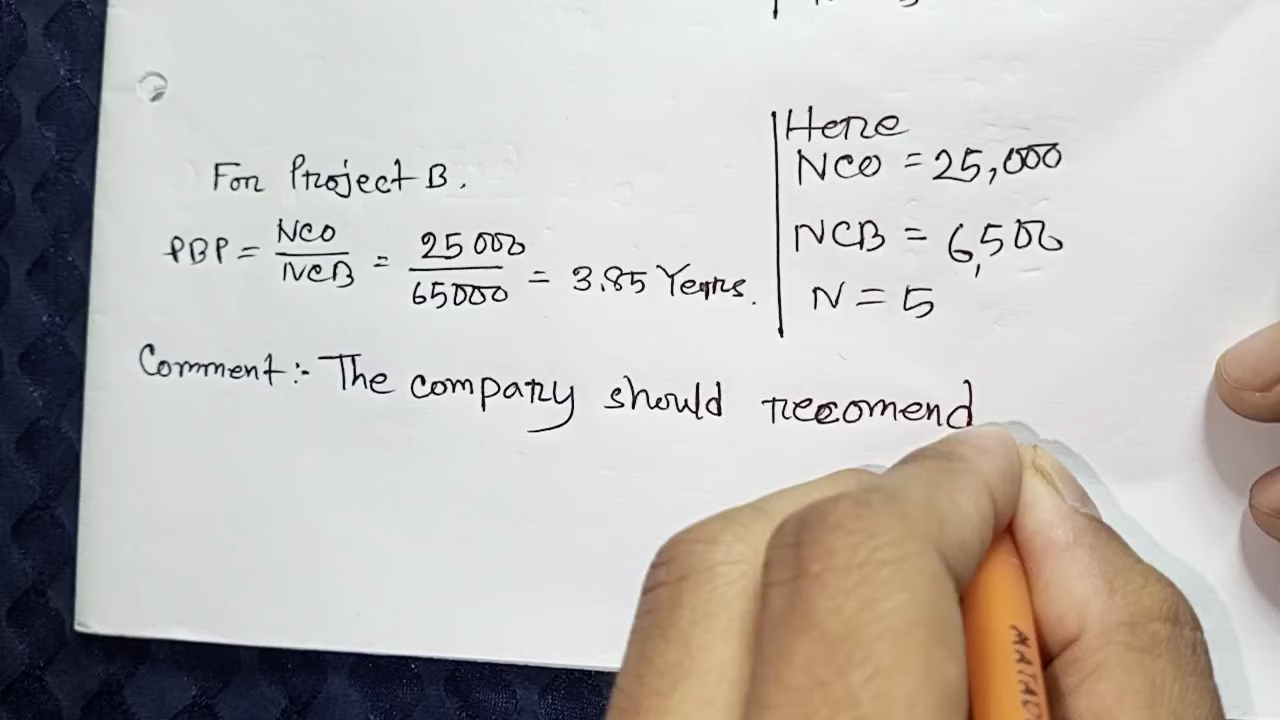 For Project B.
PBP = NCO / NCB = 25000 / 65000 = 3.85 Years.
Comment:- The company should recomend
Here
NCO = 25,000
NCB = 6,500
N = 5